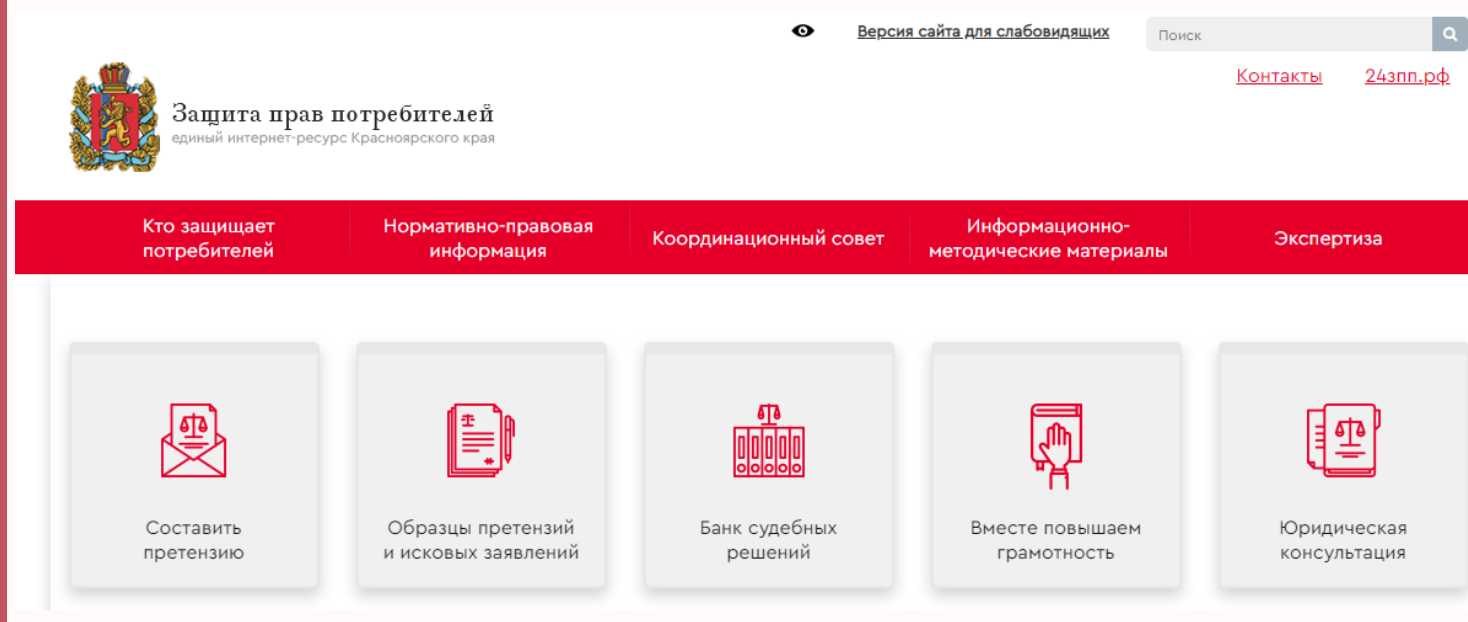 Версия сайта для слабовидящих
Поиск
Контакты
24зпп.рф
Защита прав потребителей
единый интернет-ресурс Красноярского края
Кто защищает
потребителей
Нормативно-правовая
информация
Координационный совет
Информационно-
методические материалы
Экспертиза
Составить
претензию
Образцы претензий
и исковых заявлений
Банк судебных
решений
Вместе повышаем
грамотность
Юридическая
консультация